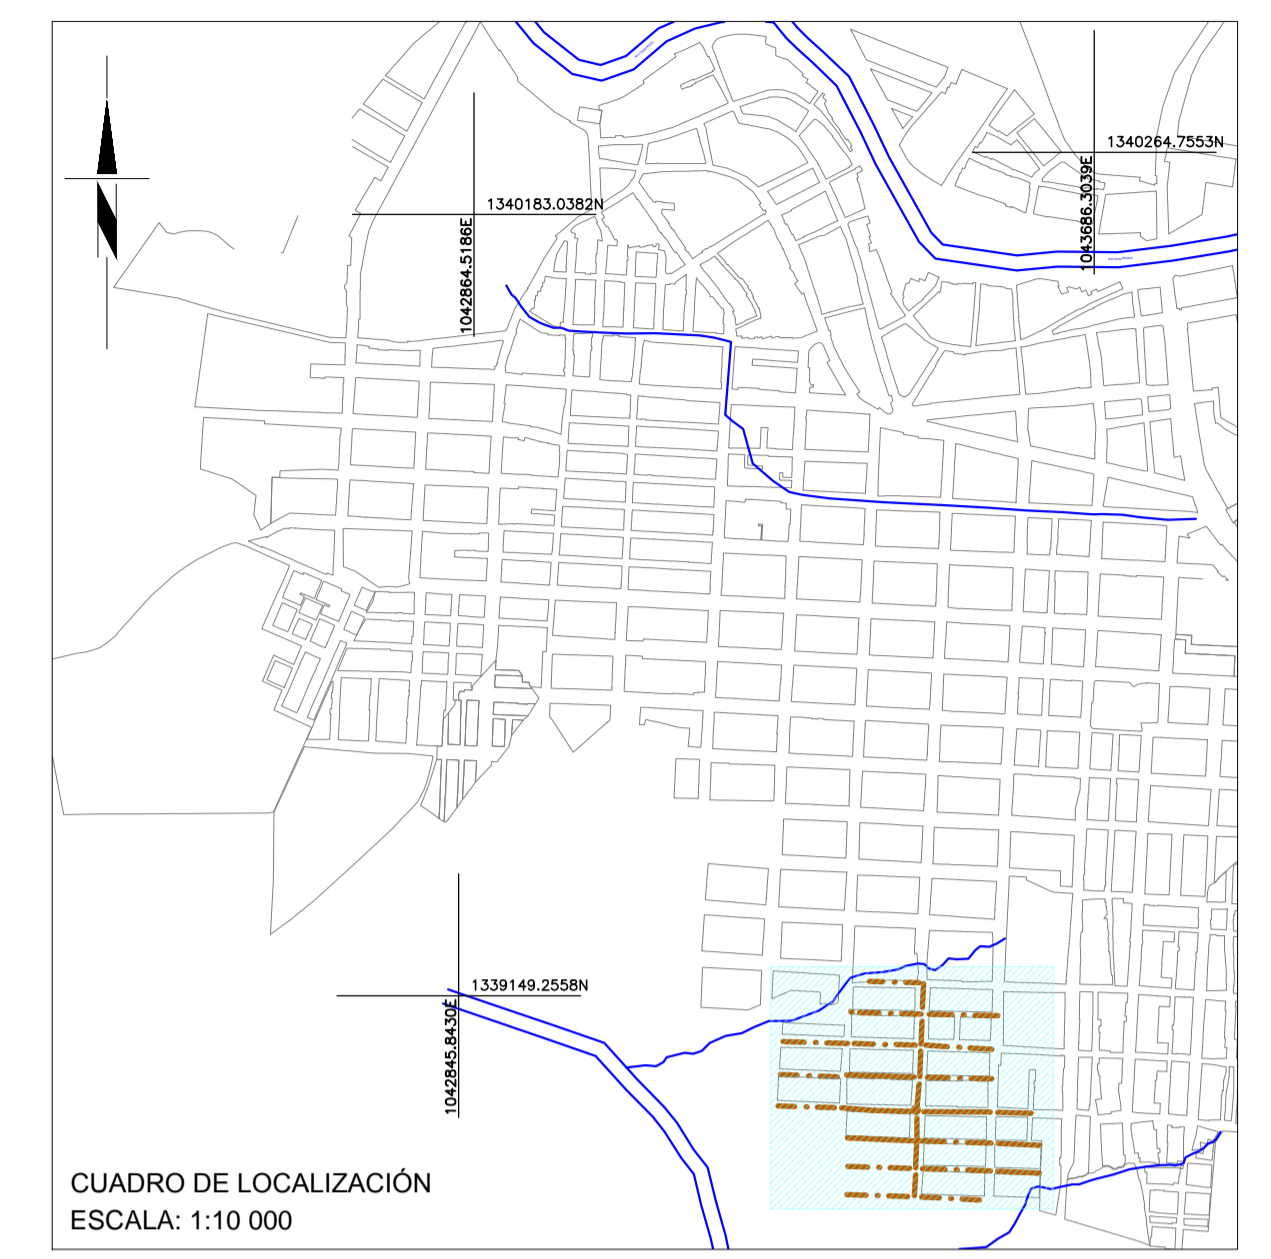 1340264.7553N
1043686.3039E
1340183.0382N
1042864.5186E
1339149.2558N
1042845.8430E
CUADRO DE LOCALIZACIÓN
ESCALA: 1:10 000